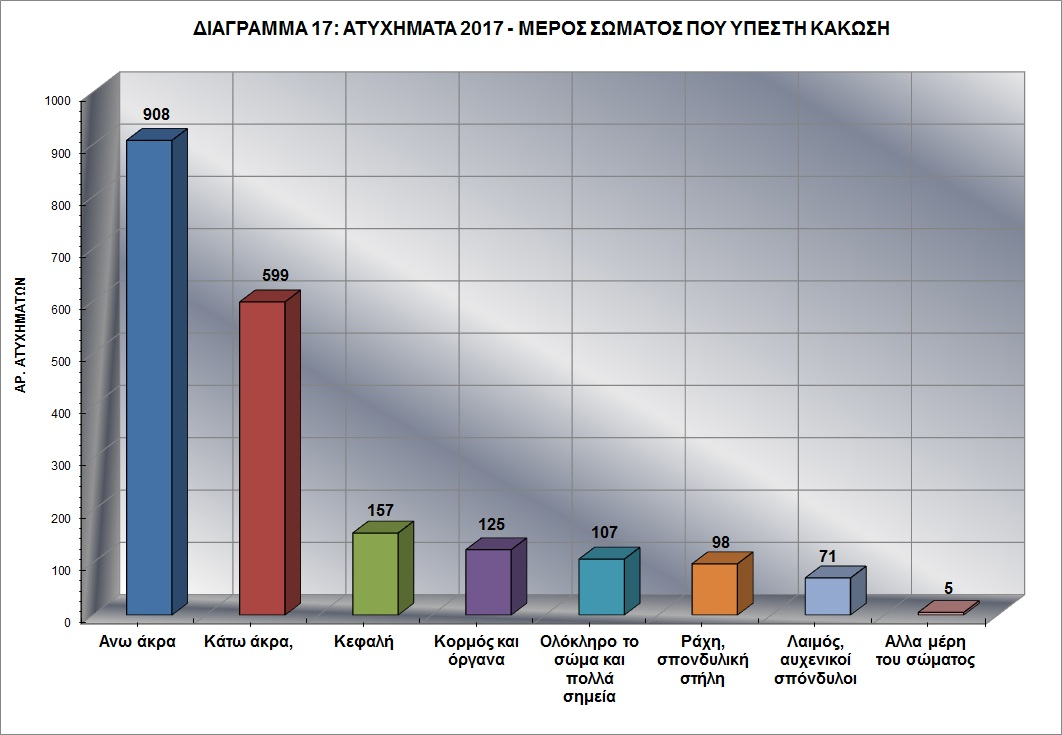 ΔΙΑΓΡΑΜΜΑ 17: ΑΤΥΧΗΜΑΤΑ 2017 - ΜΕΡΟΣ ΣΩΜΑΤΟΣ ΠΟΥ ΥΠΕΣΤΗ ΚΑΚΩΣΗ
ΑΡ. ΑΤΥΧΗΜΑΤΩΝ
1000
900
800
700
600
500
400
300
200
100
0
908
599
157
125
107
98
71
5
Ανω άκρα
Κάτω άκρα,
Κεφαλή
Κορμός και
όργανα
Ολόκληρο το
σώμα και
πολλά
σημεία
Ράχη,
σπονδυλική
στήλη
Λαιμός,
αυχενικοί
σπόνδυλοι
Αλλα μέρη
του σώματος